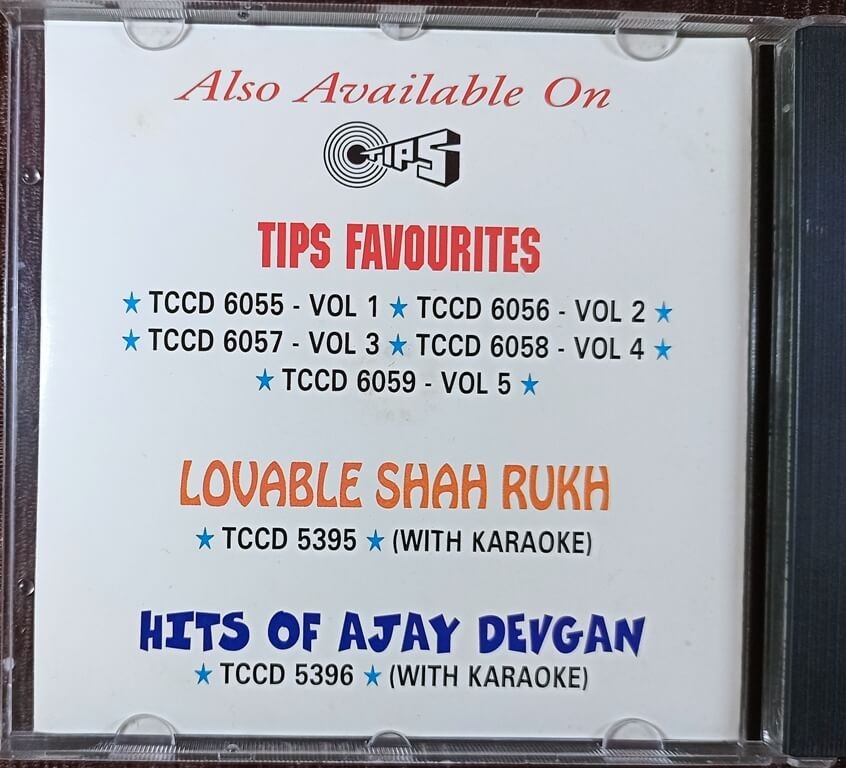 Also Available On
TIPS
TIPS FAVOURITES
★ TCCD 6055 - VOL 1 ★ TCCD 6056 - VOL 2 ★
★ TCCD 6057 - VOL 3 ★ TCCD 6058 - VOL 4 ★
★ TCCD 6059 - VOL 5 ★
LOVABLE SHAH RUKH
★ TCCD 5395 ★ (WITH KARAOKE)
HITS OF AJAY DEVGAN
★ TCCD 5396 ★ (WITH KARAOKE)